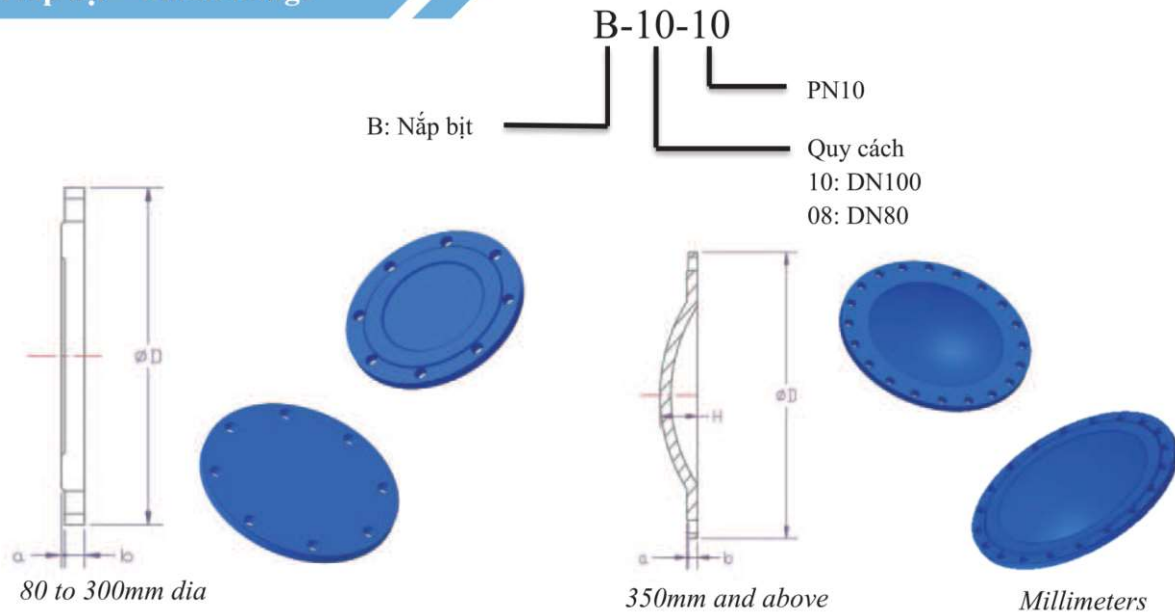 B-10-10
PN10
B: Nắp bịt
Quy cách
10: DN100
08: DN80
ØD
a
b
80 to 300mm dia
H
ØD
a
b
350mm and above
Millimeters